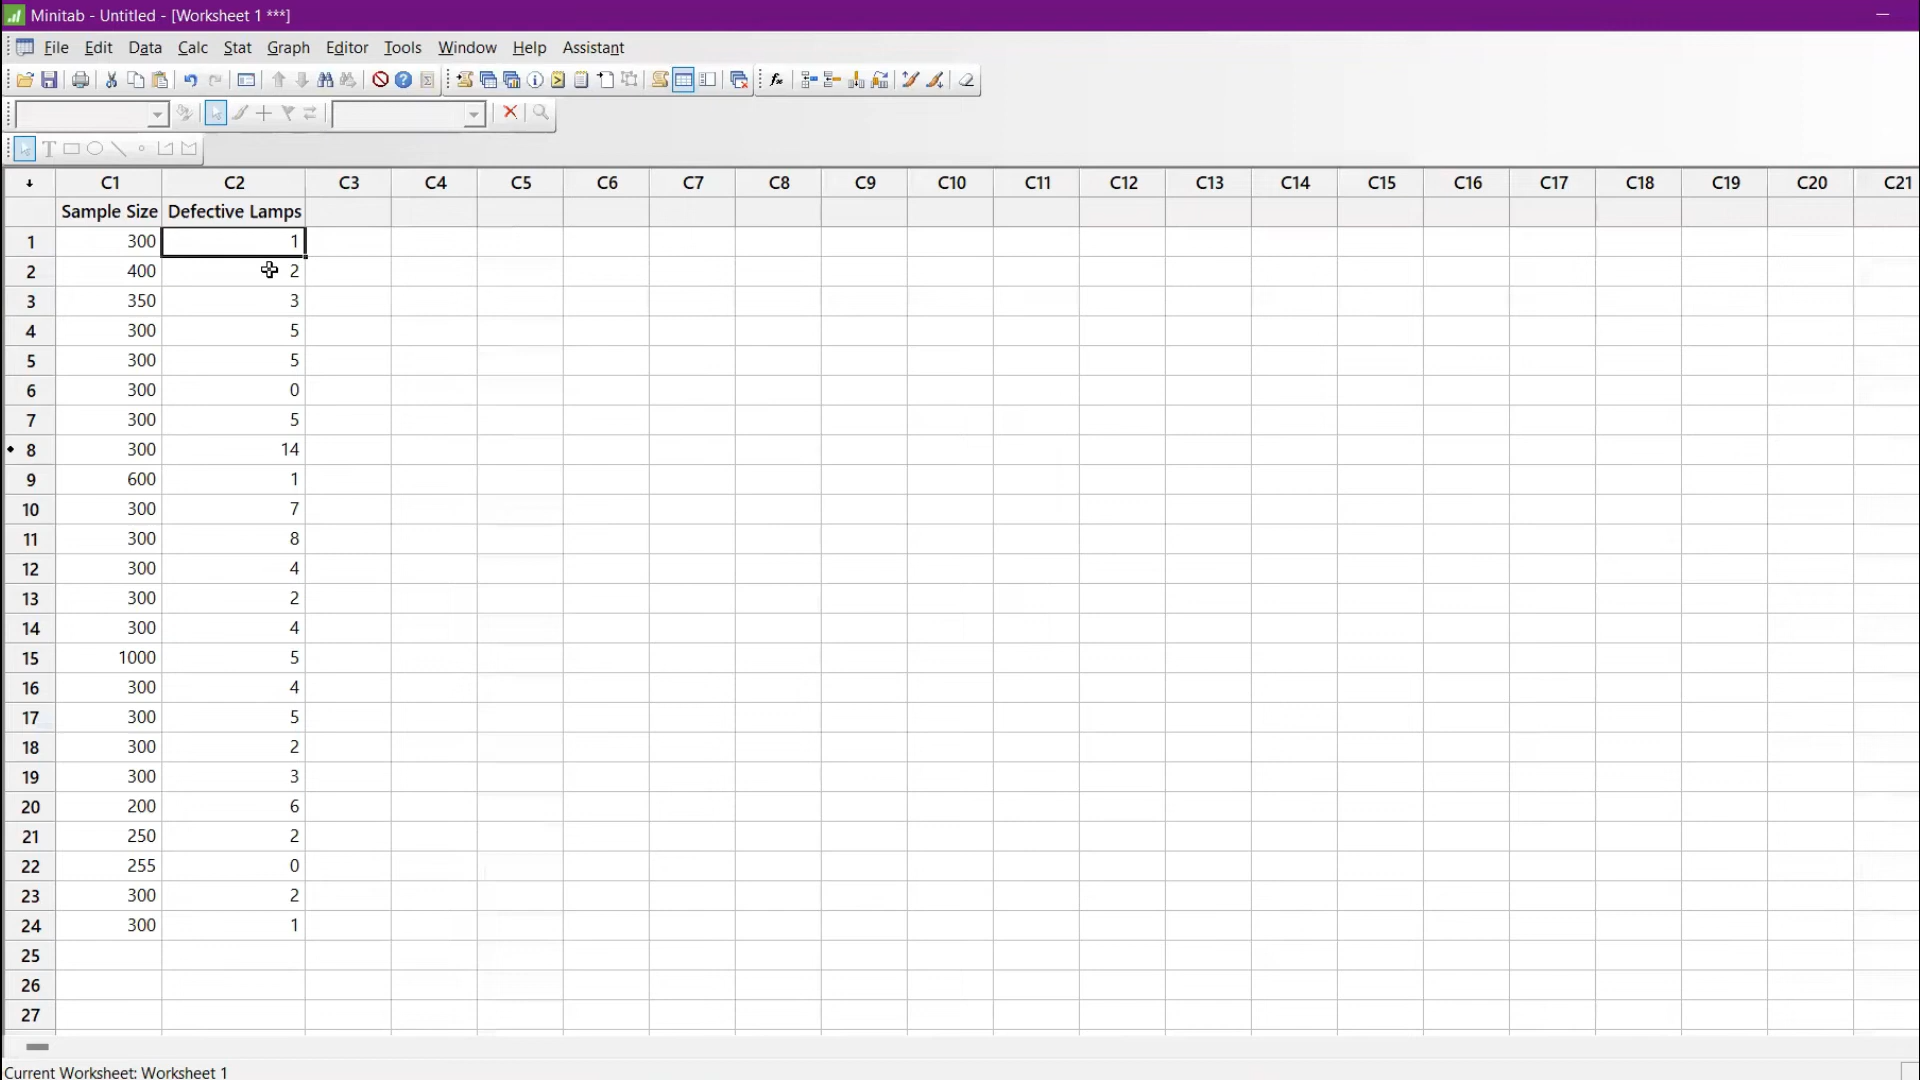 Minitab - Untitled - [Worksheet 1 ***]
File Edit Data Calc Stat Graph Editor Tools Window Help Assistant
C1 C2 C3 C4 C5 C6 C7 C8 C9 C10 C11 C12 C13 C14 C15 C16 C17 C18 C19 C20 C21
Sample Size Defective Lamps
1 300 1
2 400 2
3 350 3
4 300 5
5 300 5
6 300 0
7 300 5
8 300 14
9 600 1
10 300 7
11 300 8
12 300 4
13 300 2
14 300 4
15 1000 5
16 300 4
17 300 5
18 300 2
19 300 3
20 200 6
21 250 2
22 255 0
23 300 2
24 300 1
25
26
27
Current Worksheet: Worksheet 1